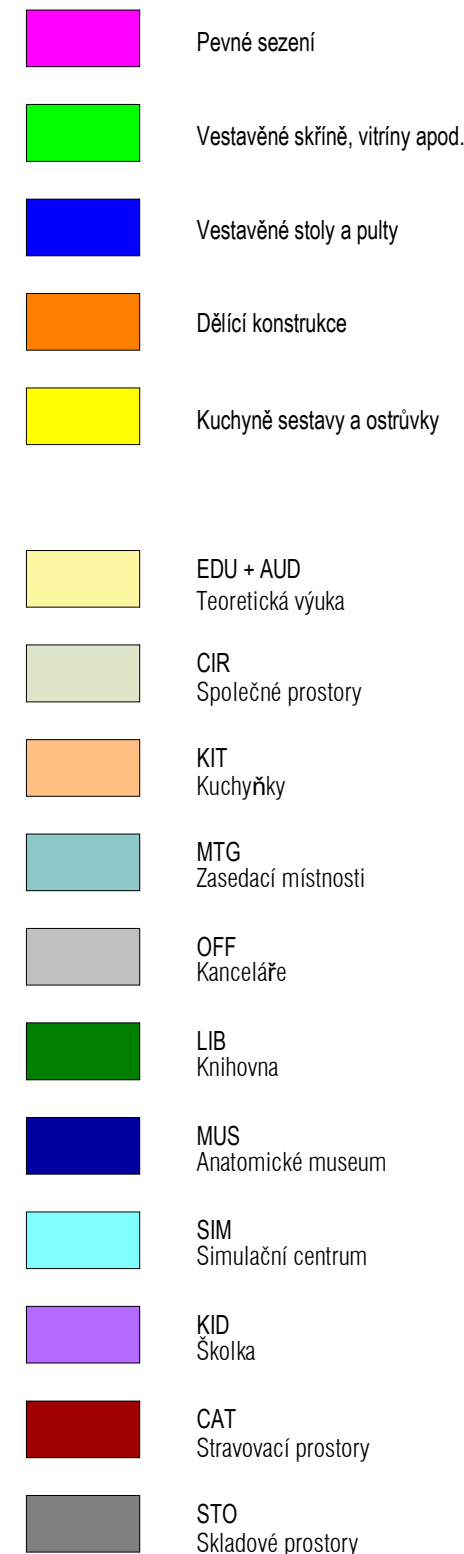 Pevné sezení
Vestavěné skříně, vitríny apod.
Vestavěné stoly a pulty
Dělící konstrukce
Kuchyně sestavy a ostrůvky
EDU + AUD
Teoretická výuka
CIR
Společné prostory
KIT
Kuchyňky
MTG
Zasedací místnosti
OFF
Kanceláře
LIB
Knihovna
MUS
Anatomické museum
SIM
Simulační centrum
KID
Školka
CAT
Stravovací prostory
STO
Skladové prostory